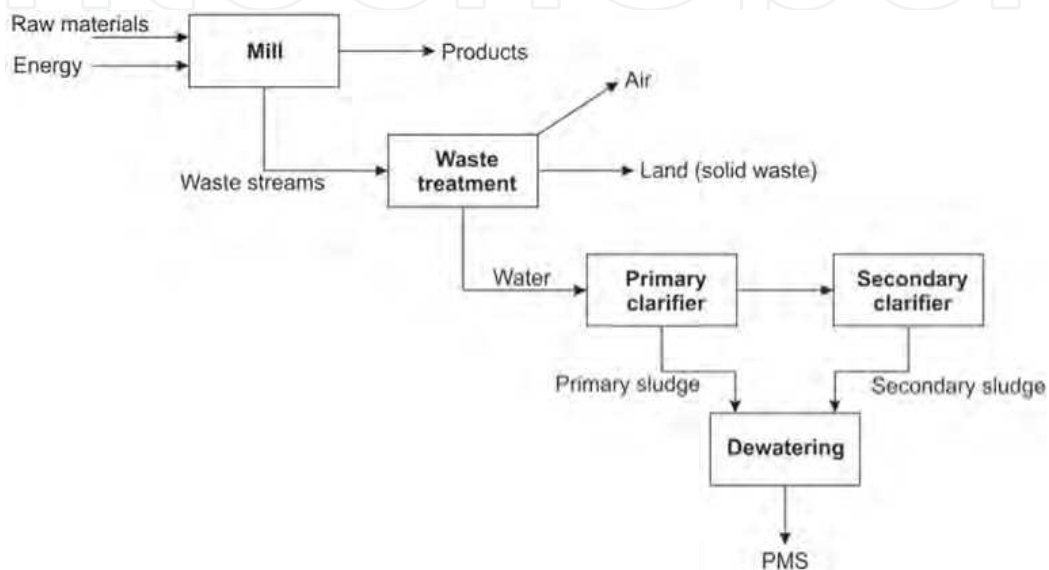 Raw materials
Energy
Mill
Products
Air
Waste streams
Waste
treatment
Land (solid waste)
Water
Primary
clarifier
Secondary
clarifier
Primary sludge
Secondary sludge
Dewatering
PMS